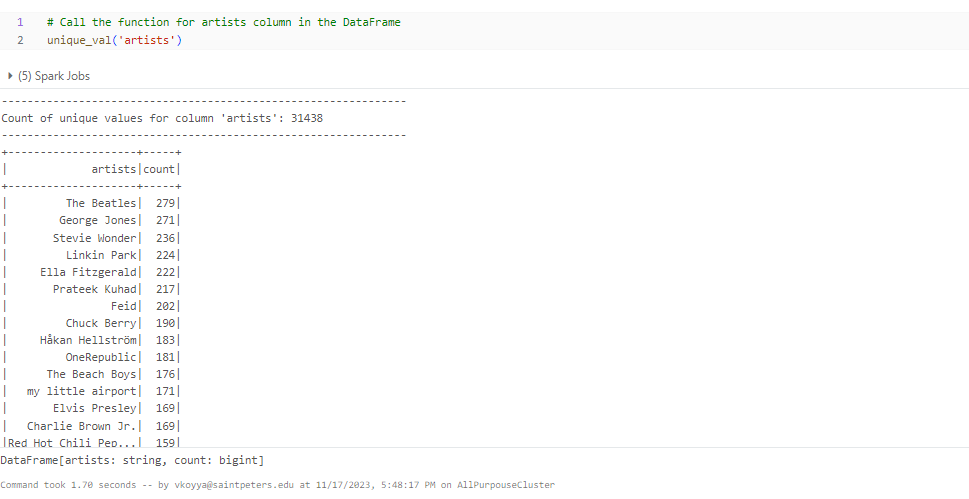 1 # Call the function for artists column in the DataFrame
2 unique_val('artists')
(5) Spark Jobs
---------------------------------------------------------------
Count of unique values for column 'artists': 31438
---------------------------------------------------------------
+--------------------+-----+
|             artists|count|
+--------------------+-----+
|         The Beatles|  279|
|        George Jones|  271|
|       Stevie Wonder|  236|
|         Linkin Park|  224|
|     Ella Fitzgerald|  222|
|       Prateek Kuhad|  217|
|                Feid|  202|
|         Chuck Berry|  190|
|     Håkan Hellström|  183|
|         OneRepublic|  181|
|      The Beach Boys|  176|
|   my little airport|  171|
|       Elvis Presley|  169|
|   Charlie Brown Jr.|  169|
|Red Hot Chili Pep...|  159|
DataFrame[artists: string, count: bigint]
Command took 1.70 seconds -- by vkoyya@saintpeters.edu at 11/17/2023, 5:48:17 PM on AllPurpouseCluster